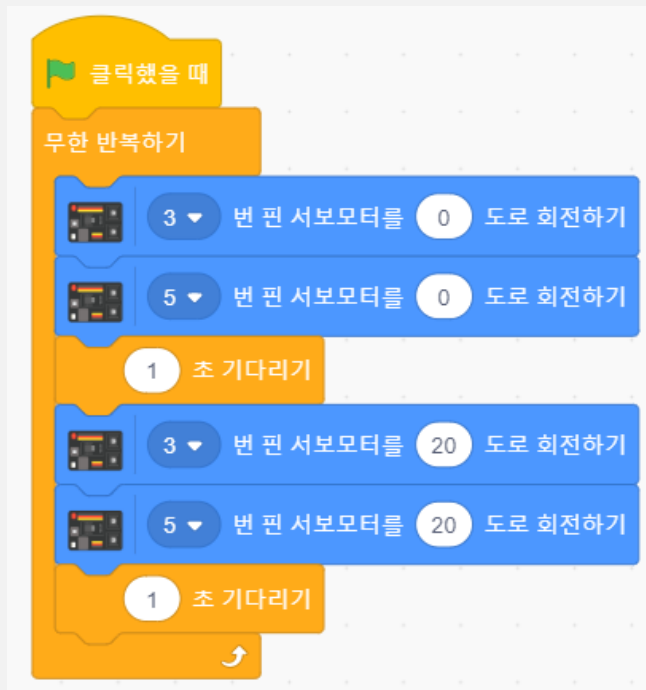 클릭했을 때
무한 반복하기
3 번 핀 서보모터를 0 도로 회전하기
5 번 핀 서보모터를 0 도로 회전하기
1 초 기다리기
3 번 핀 서보모터를 20 도로 회전하기
5 번 핀 서보모터를 20 도로 회전하기
1 초 기다리기